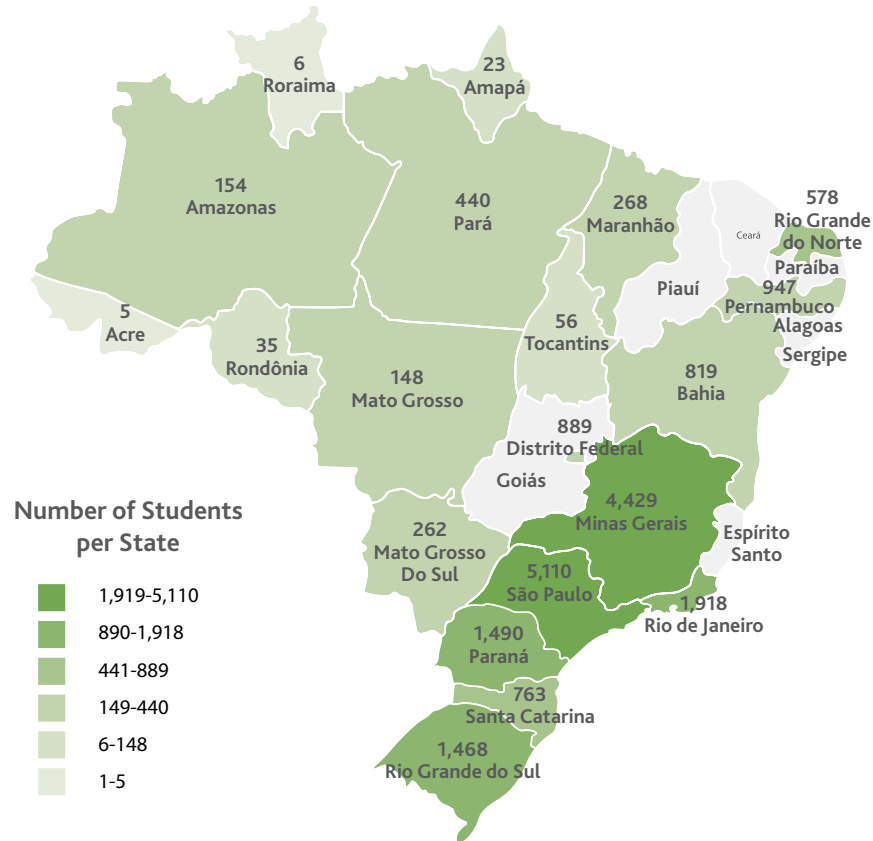 6
Roraima
23
Amapá
154
Amazonas
440
Pará
268
Maranhão
Ceará
578
Rio Grande
do Norte
Paraíba
Piauí
947
Pernambuco
Alagoas
Sergipe
5
Acre
35
Rondônia
56
Tocantins
148
Mato Grosso
819
Bahia
889
Distrito Federal
Goiás
4,429
Minas Gerais
Espírito
Santo
262
Mato Grosso
Do Sul
5,110
São Paulo
1,918
Rio de Janeiro
1,490
Paraná
763
Santa Catarina
1,468
Rio Grande do Sul
Number of Students
per State
1,919-5,110
890-1,918
441-889
149-440
6-148
1-5